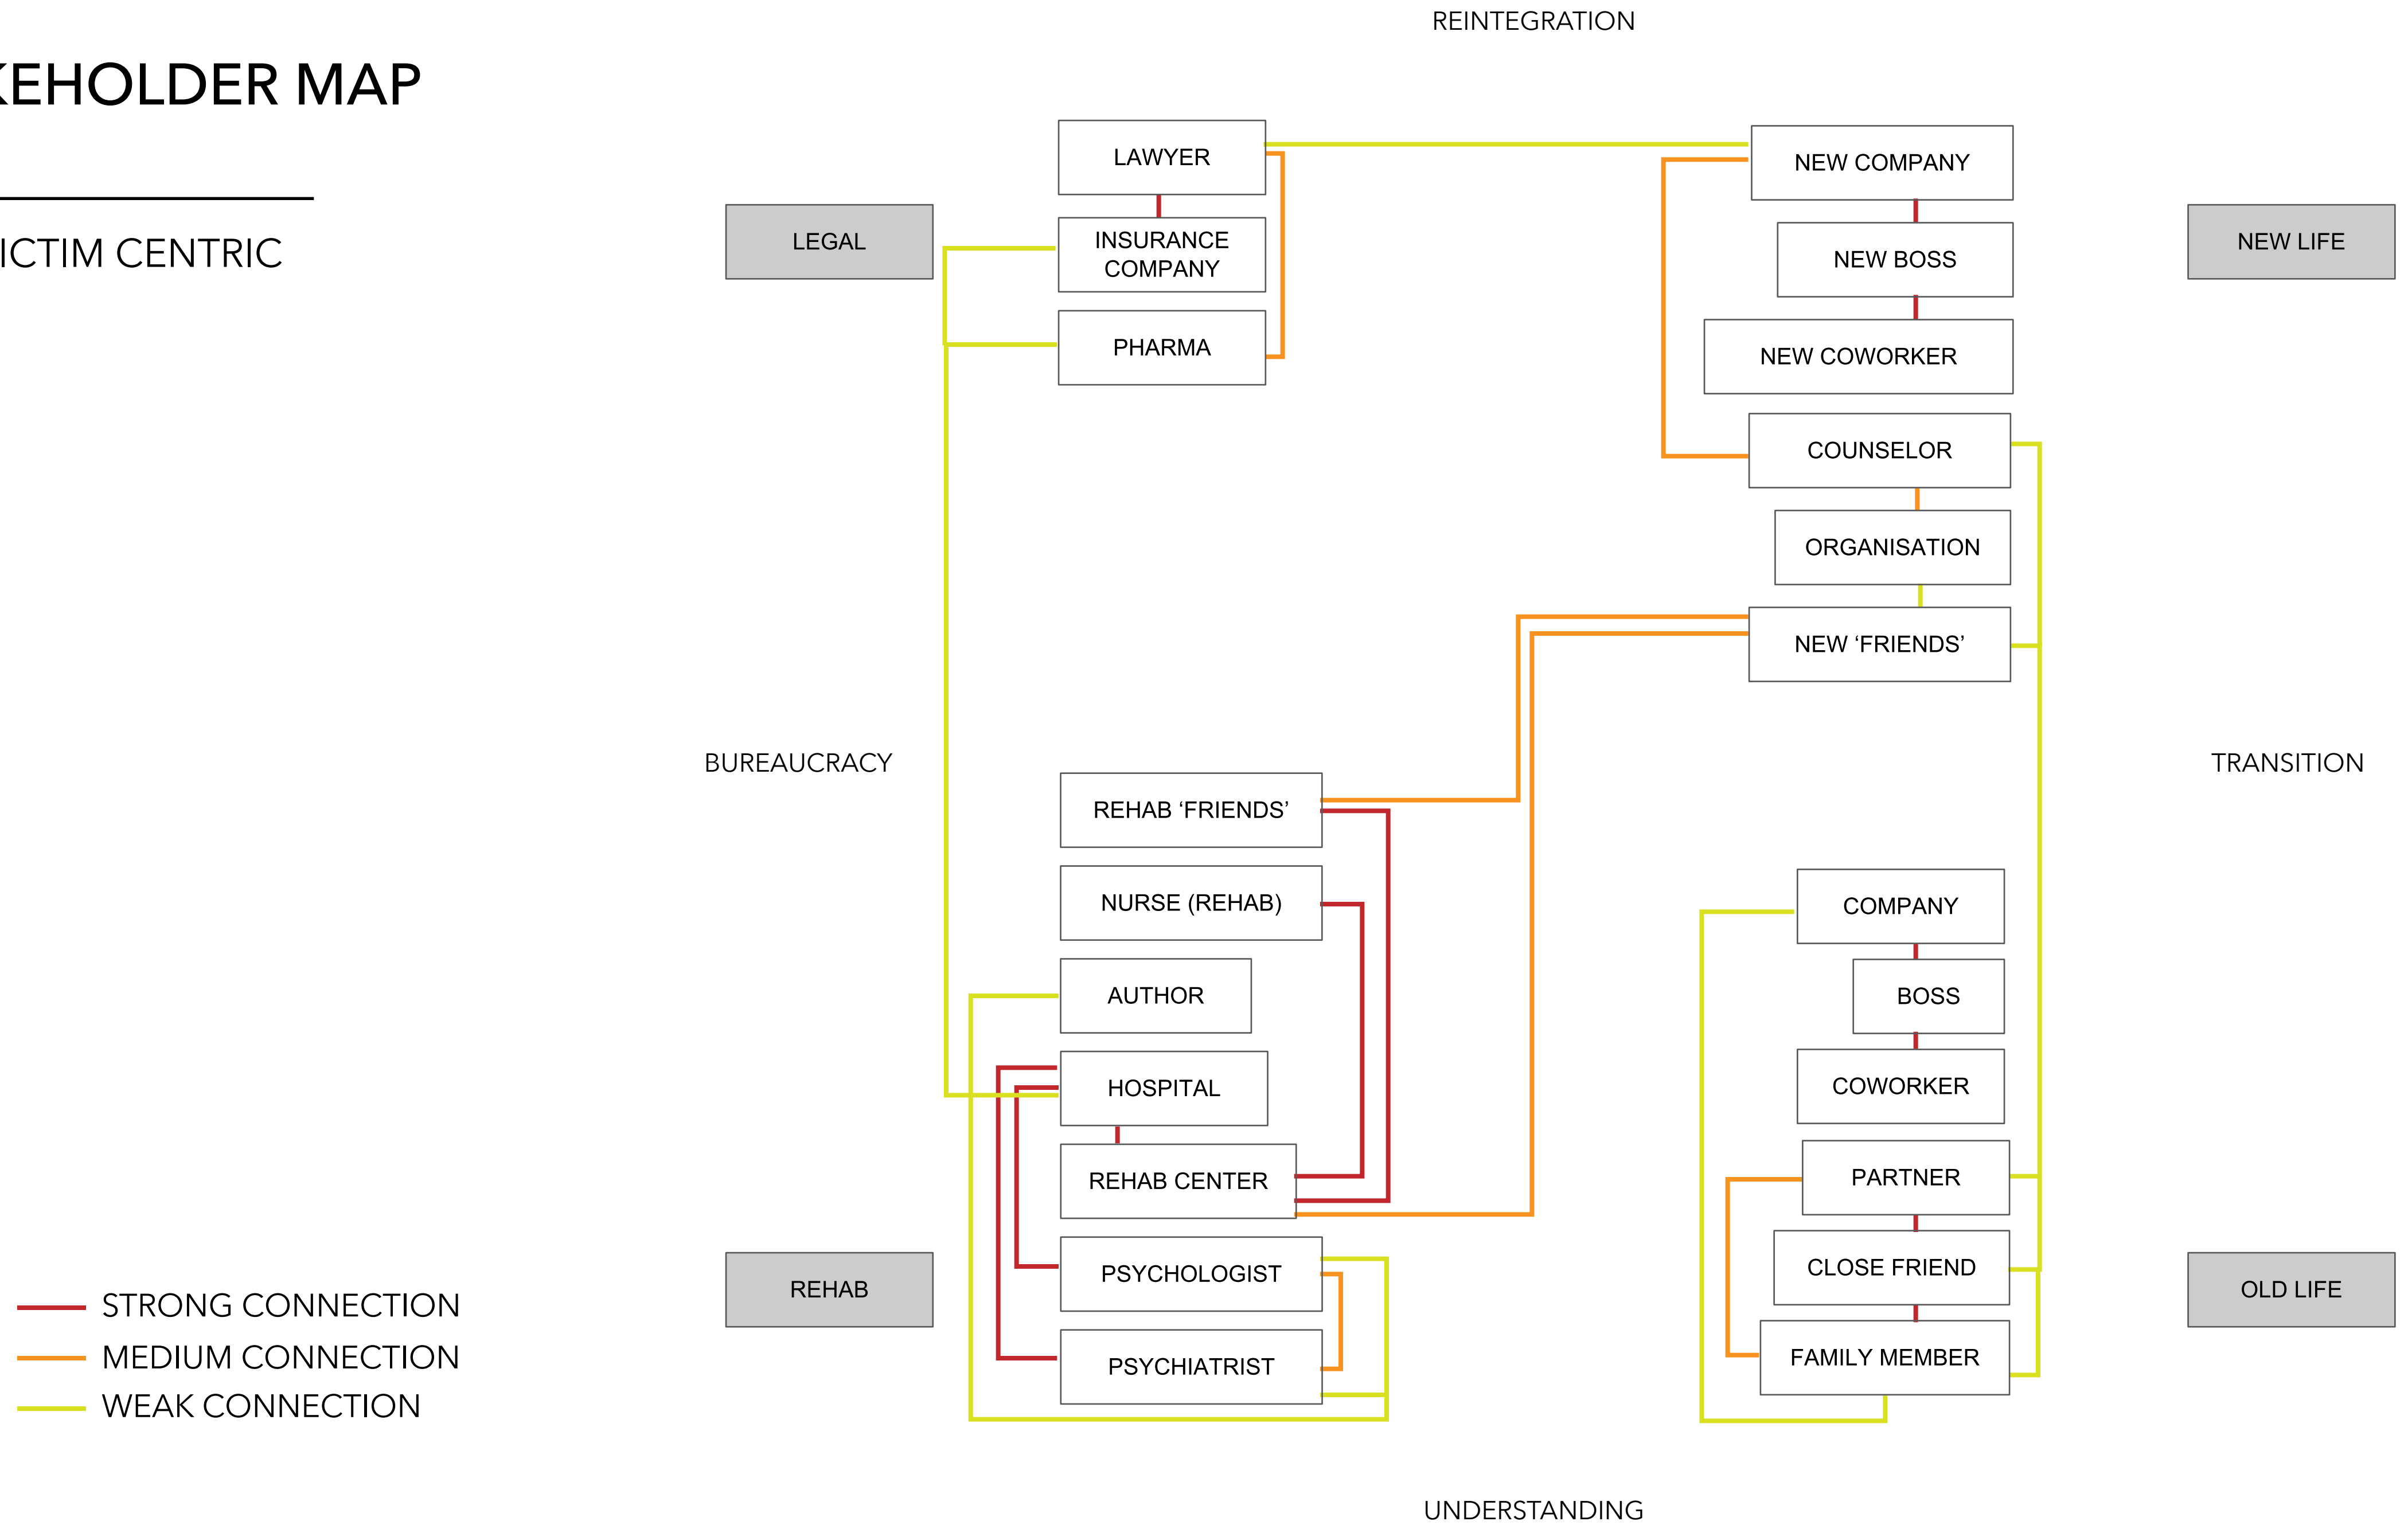 REINTEGRATION
KEHOLDER MAP
ICTIM CENTRIC
LEGAL
LAWYER
INSURANCE
COMPANY
PHARMA
NEW COMPANY
NEW BOSS
NEW COWORKER
COUNSELOR
ORGANISATION
NEW ‘FRIENDS’
NEW LIFE
BUREAUCRACY
TRANSITION
REHAB ‘FRIENDS’
NURSE (REHAB)
AUTHOR
HOSPITAL
REHAB CENTER
PSYCHOLOGIST
PSYCHIATRIST
REHAB
COMPANY
BOSS
COWORKER
PARTNER
CLOSE FRIEND
FAMILY MEMBER
OLD LIFE
STRONG CONNECTION
MEDIUM CONNECTION
WEAK CONNECTION
UNDERSTANDING